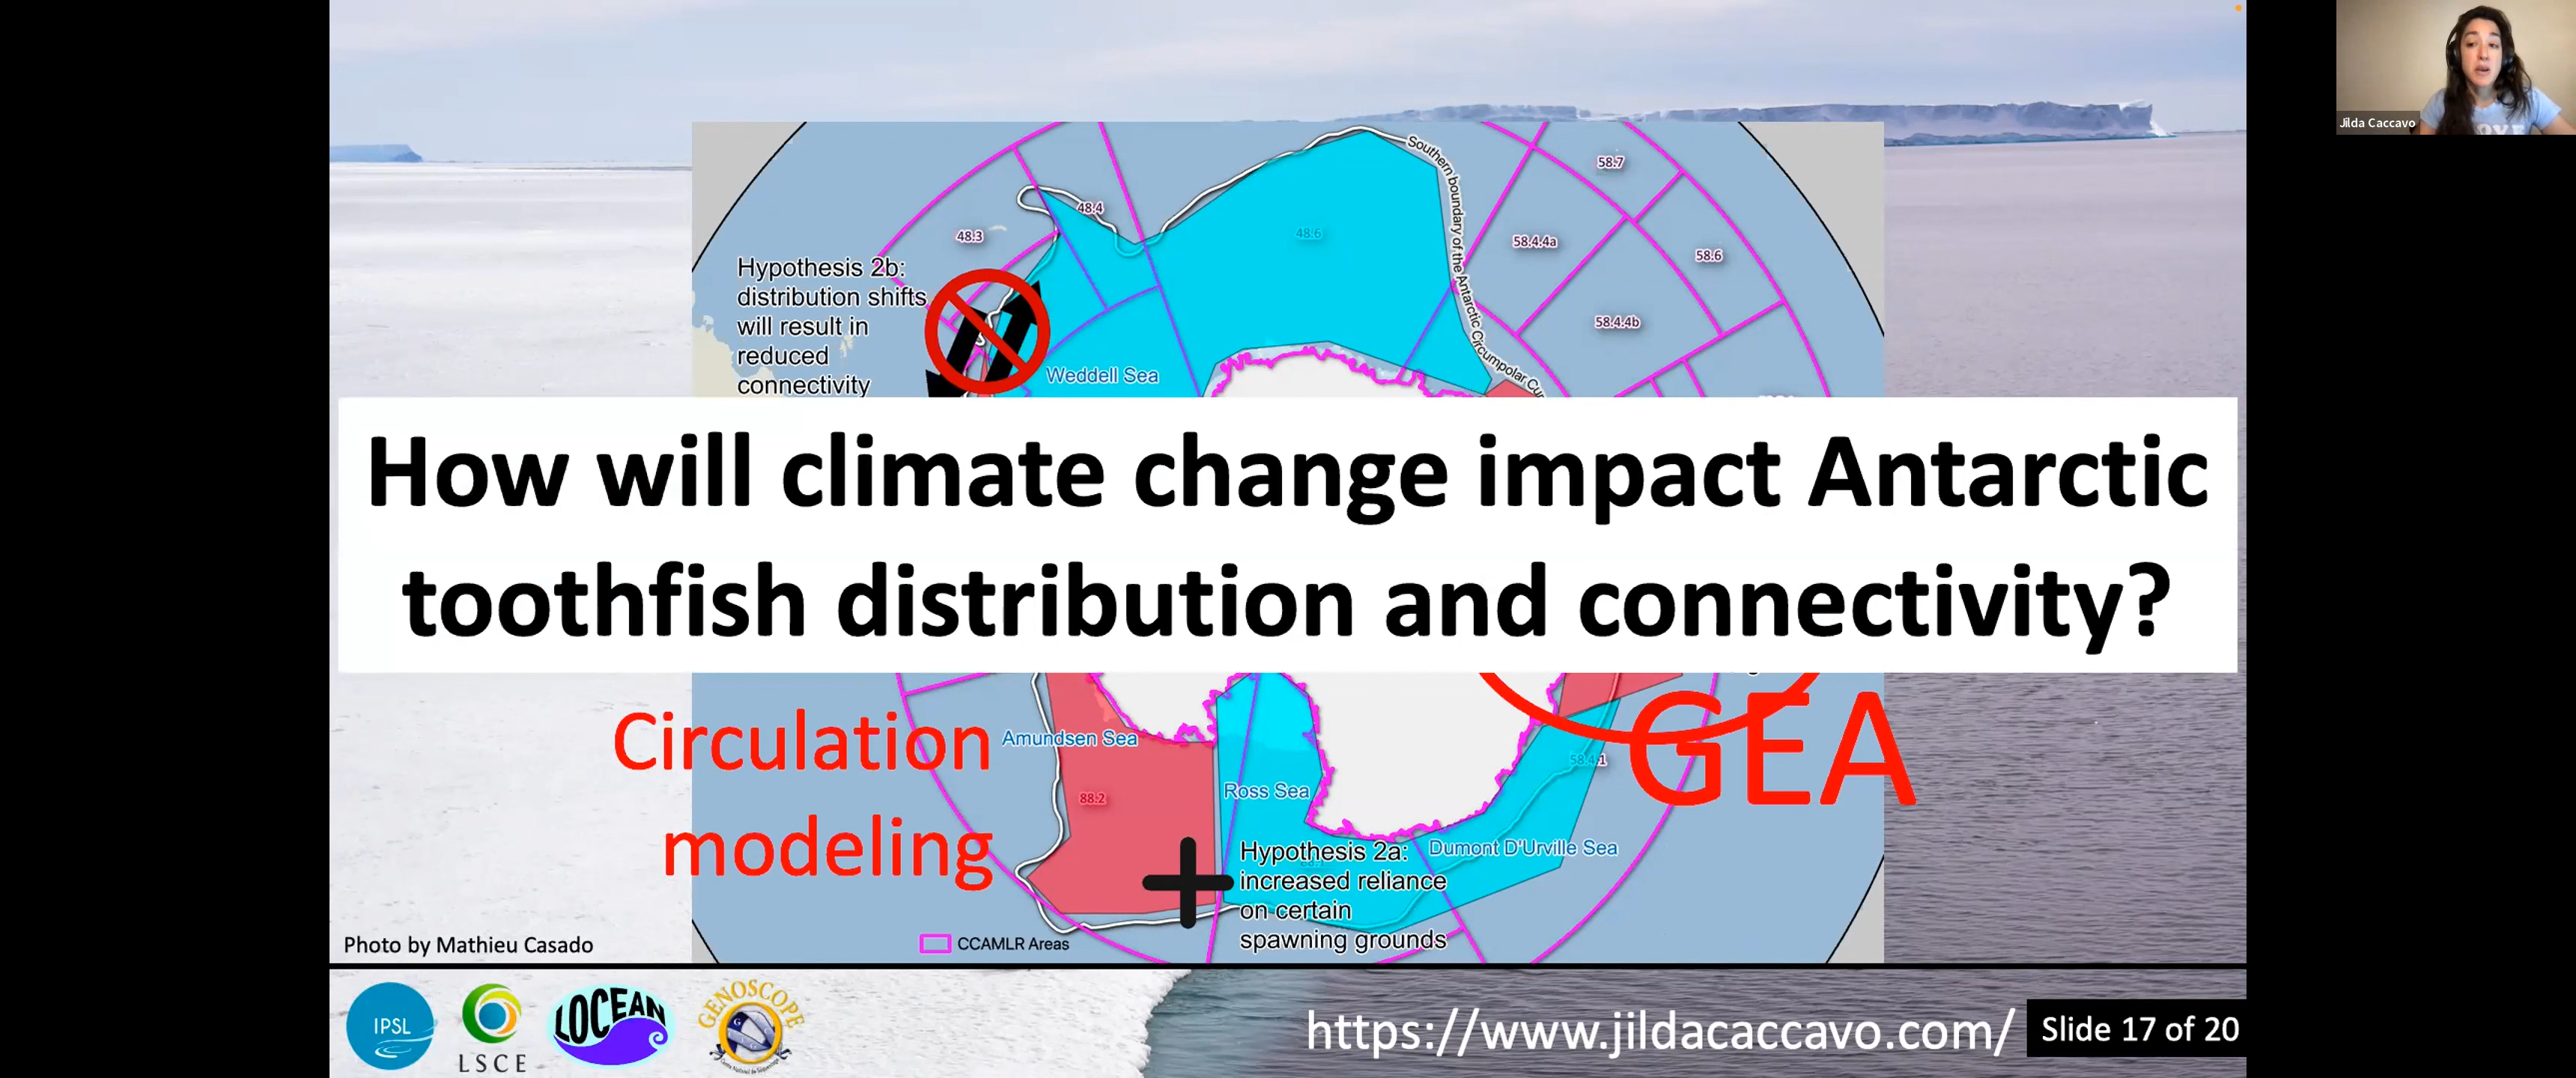 Jilda Caccavo
58.7
Southern boundary of the Antarctic Circumpolar Cur
48.4
48.3
48.6
58.4.4a
58.6
Hypothesis 2b:
distribution shifts
will result in
reduced
connectivity
58.4.4b
Weddell Sea
How will climate change impact Antarctic
toothfish distribution and connectivity?
Circulation
modeling
Amundsen Sea
GEA
58.4.1
88.2
Ross Sea
Hypothesis 2a:
increased reliance
on certain
spawning grounds
Dumont D'Urville Sea
CCAMLR Areas
Photo by Mathieu Casado
IPSL
LSCE
LOCEAN
GENOSCOPE
https://www.jildacaccavo.com/
Slide 17 of 20